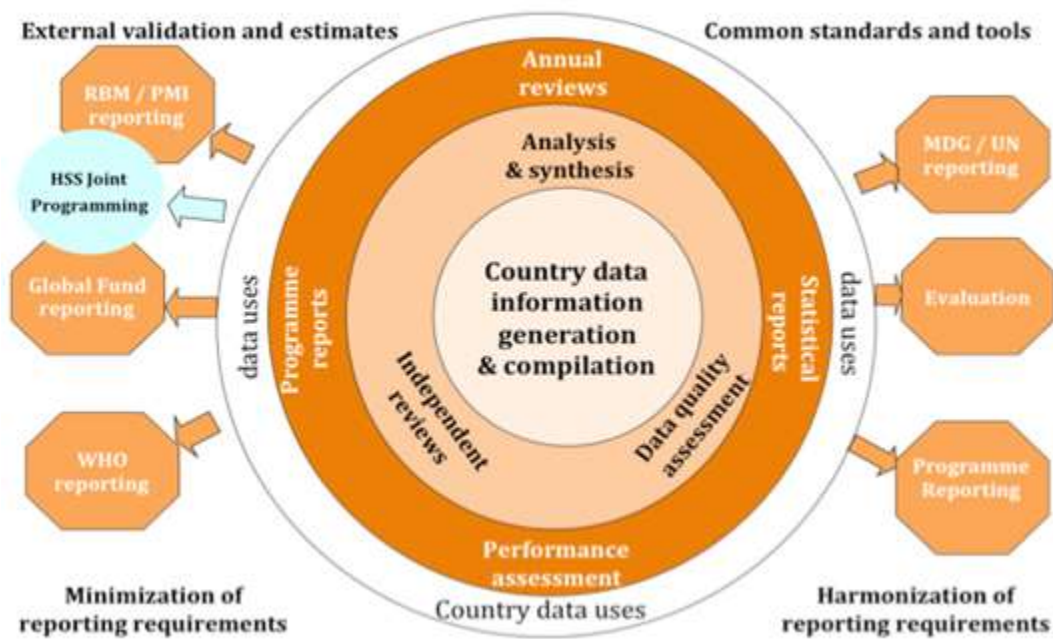 External validation and estimates
Common standards and tools
RBM / PMI
reporting
HSS Joint
Programming
Global Fund
reporting
WHO
reporting
Annual
reviews
Analysis
& synthesis
Country data
information
generation
& compilation
data uses
Programme
reports
Independent
reviews
Data quality
assessment
Statistical
reports
data uses
Performance
assessment
Country data uses
MDG / UN
reporting
Evaluation
Programme
Reporting
Minimization of
reporting requirements
Harmonization of
reporting requirements